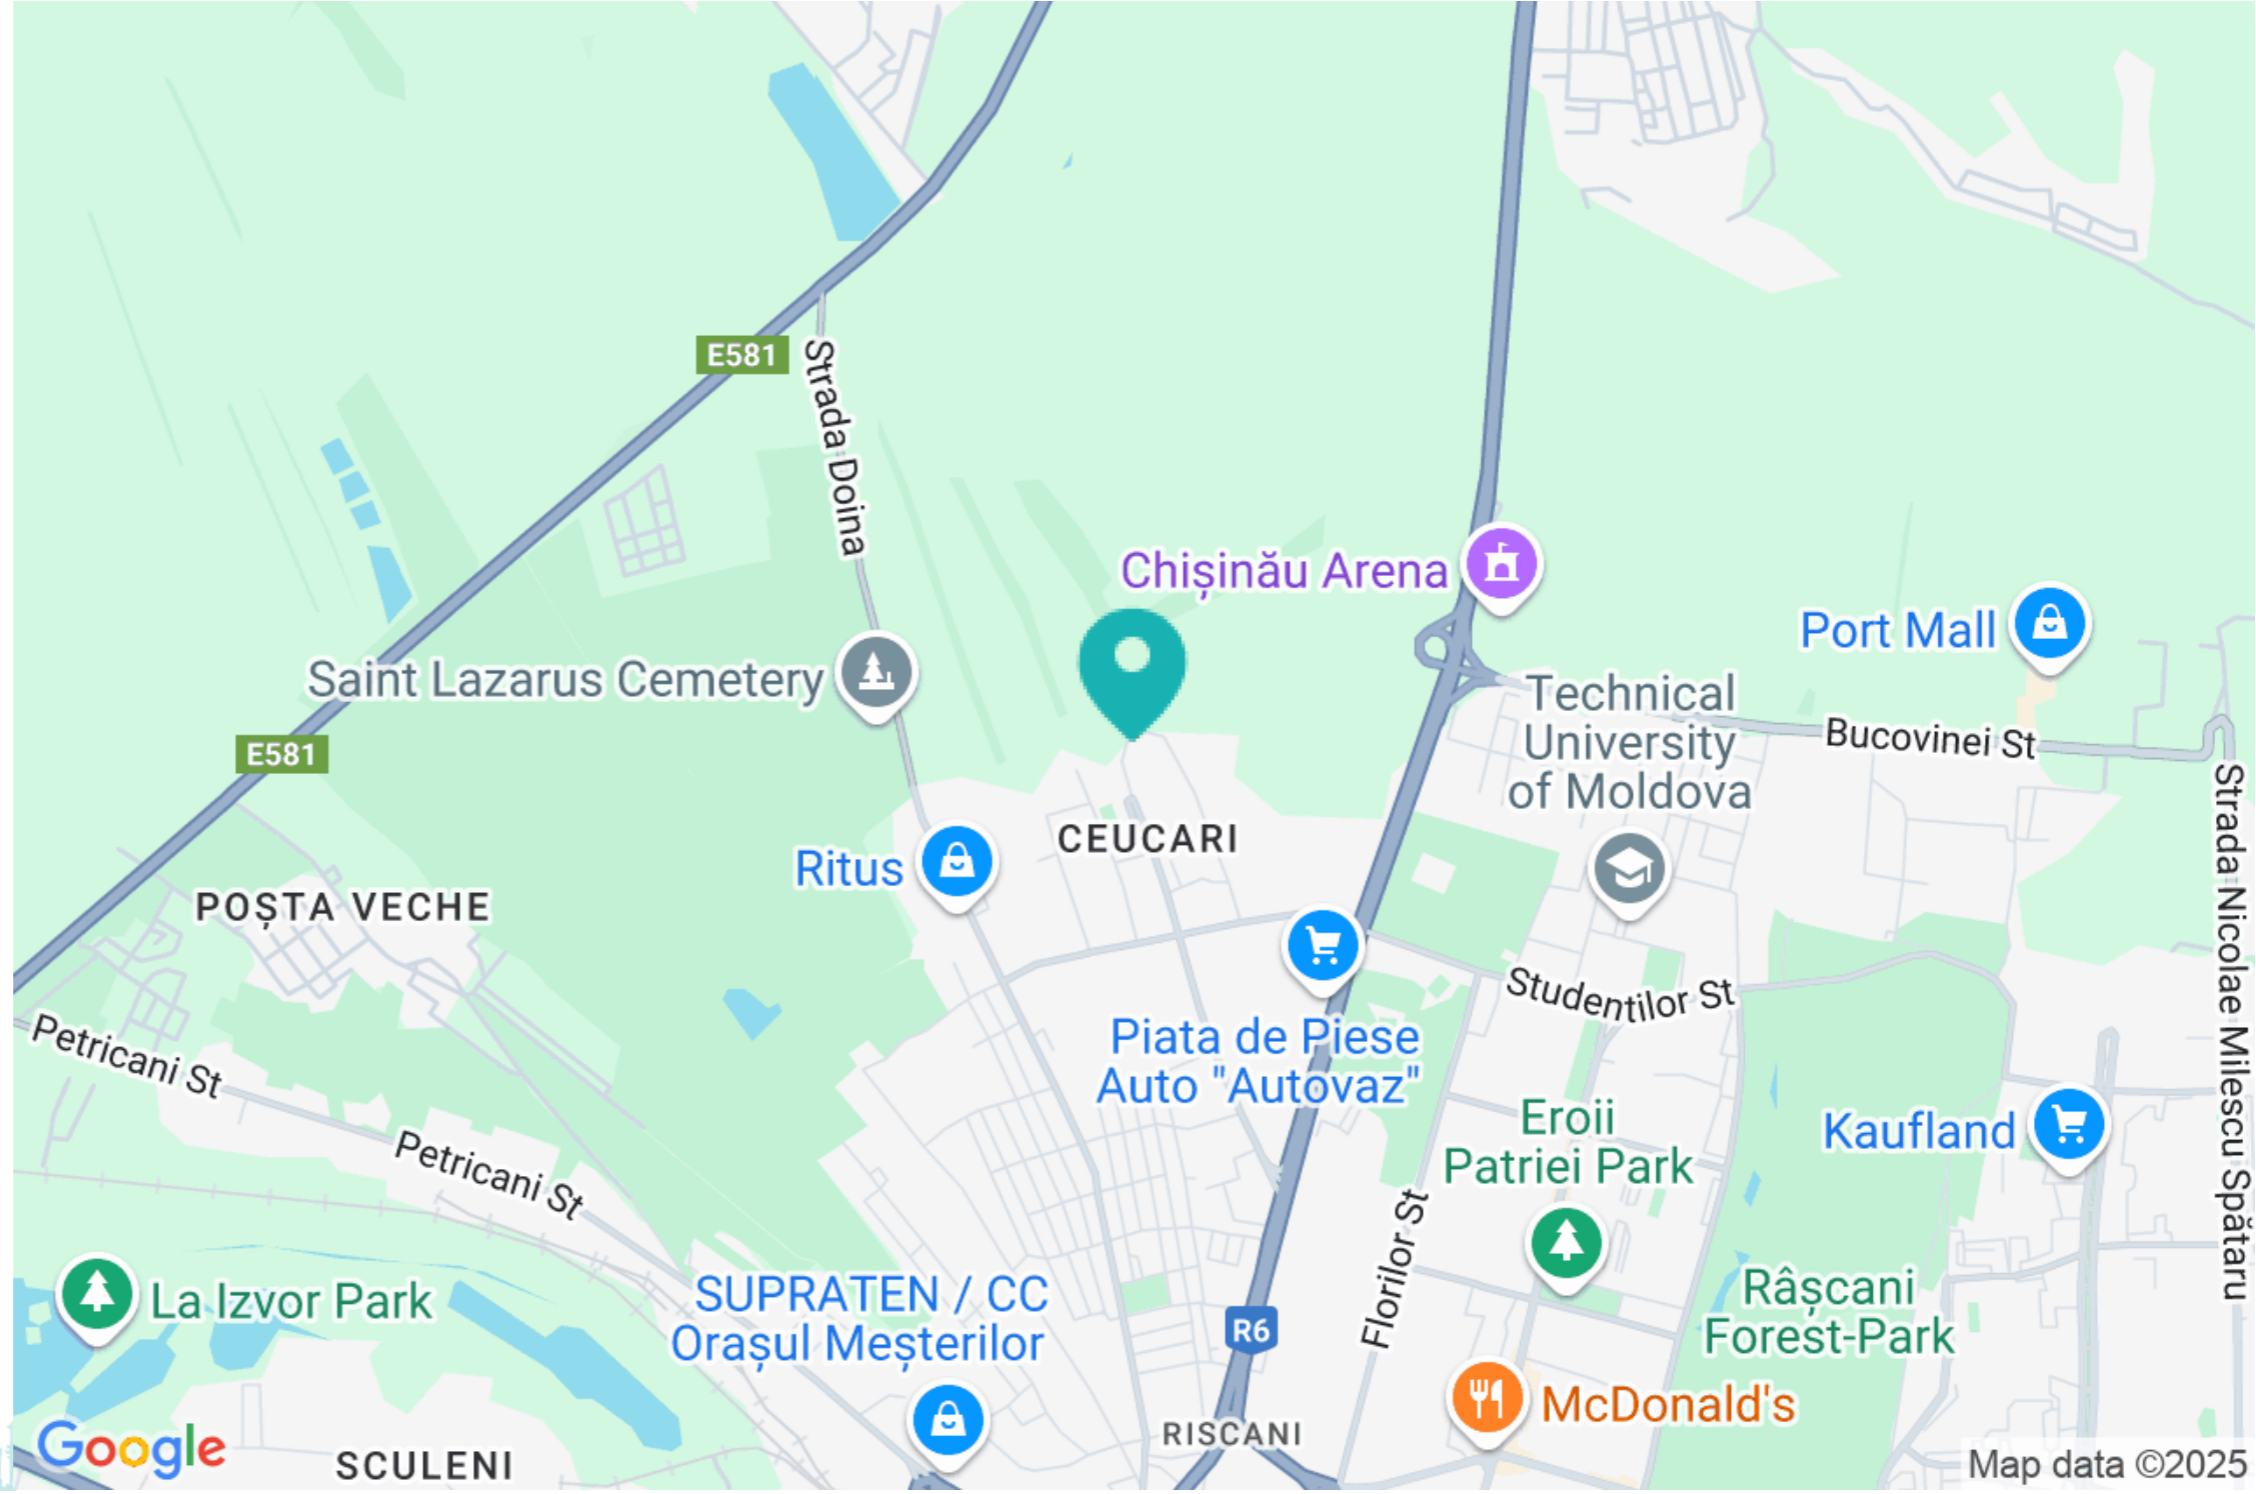 E581
Strada Doina
Chișinău Arena
Port Mall
Saint Lazarus Cemetery
Technical
University
of Moldova
Bucovinei St
E581
Strada Nicolae Milescu Spătaru
CEUCARI
Ritus
POȘTA VECHE
Studentilor St
Petricani St
Piata de Piese
Auto "Autovaz"
Eroii
Patriei Park
Kaufland
Petricani St
Florilor St
La Izvor Park
SUPRATEN / CC
Orașul Meșterilor
R6
Râșcani
Forest-Park
McDonald's
RISCANI
Google
SCULENI
Map data ©2025